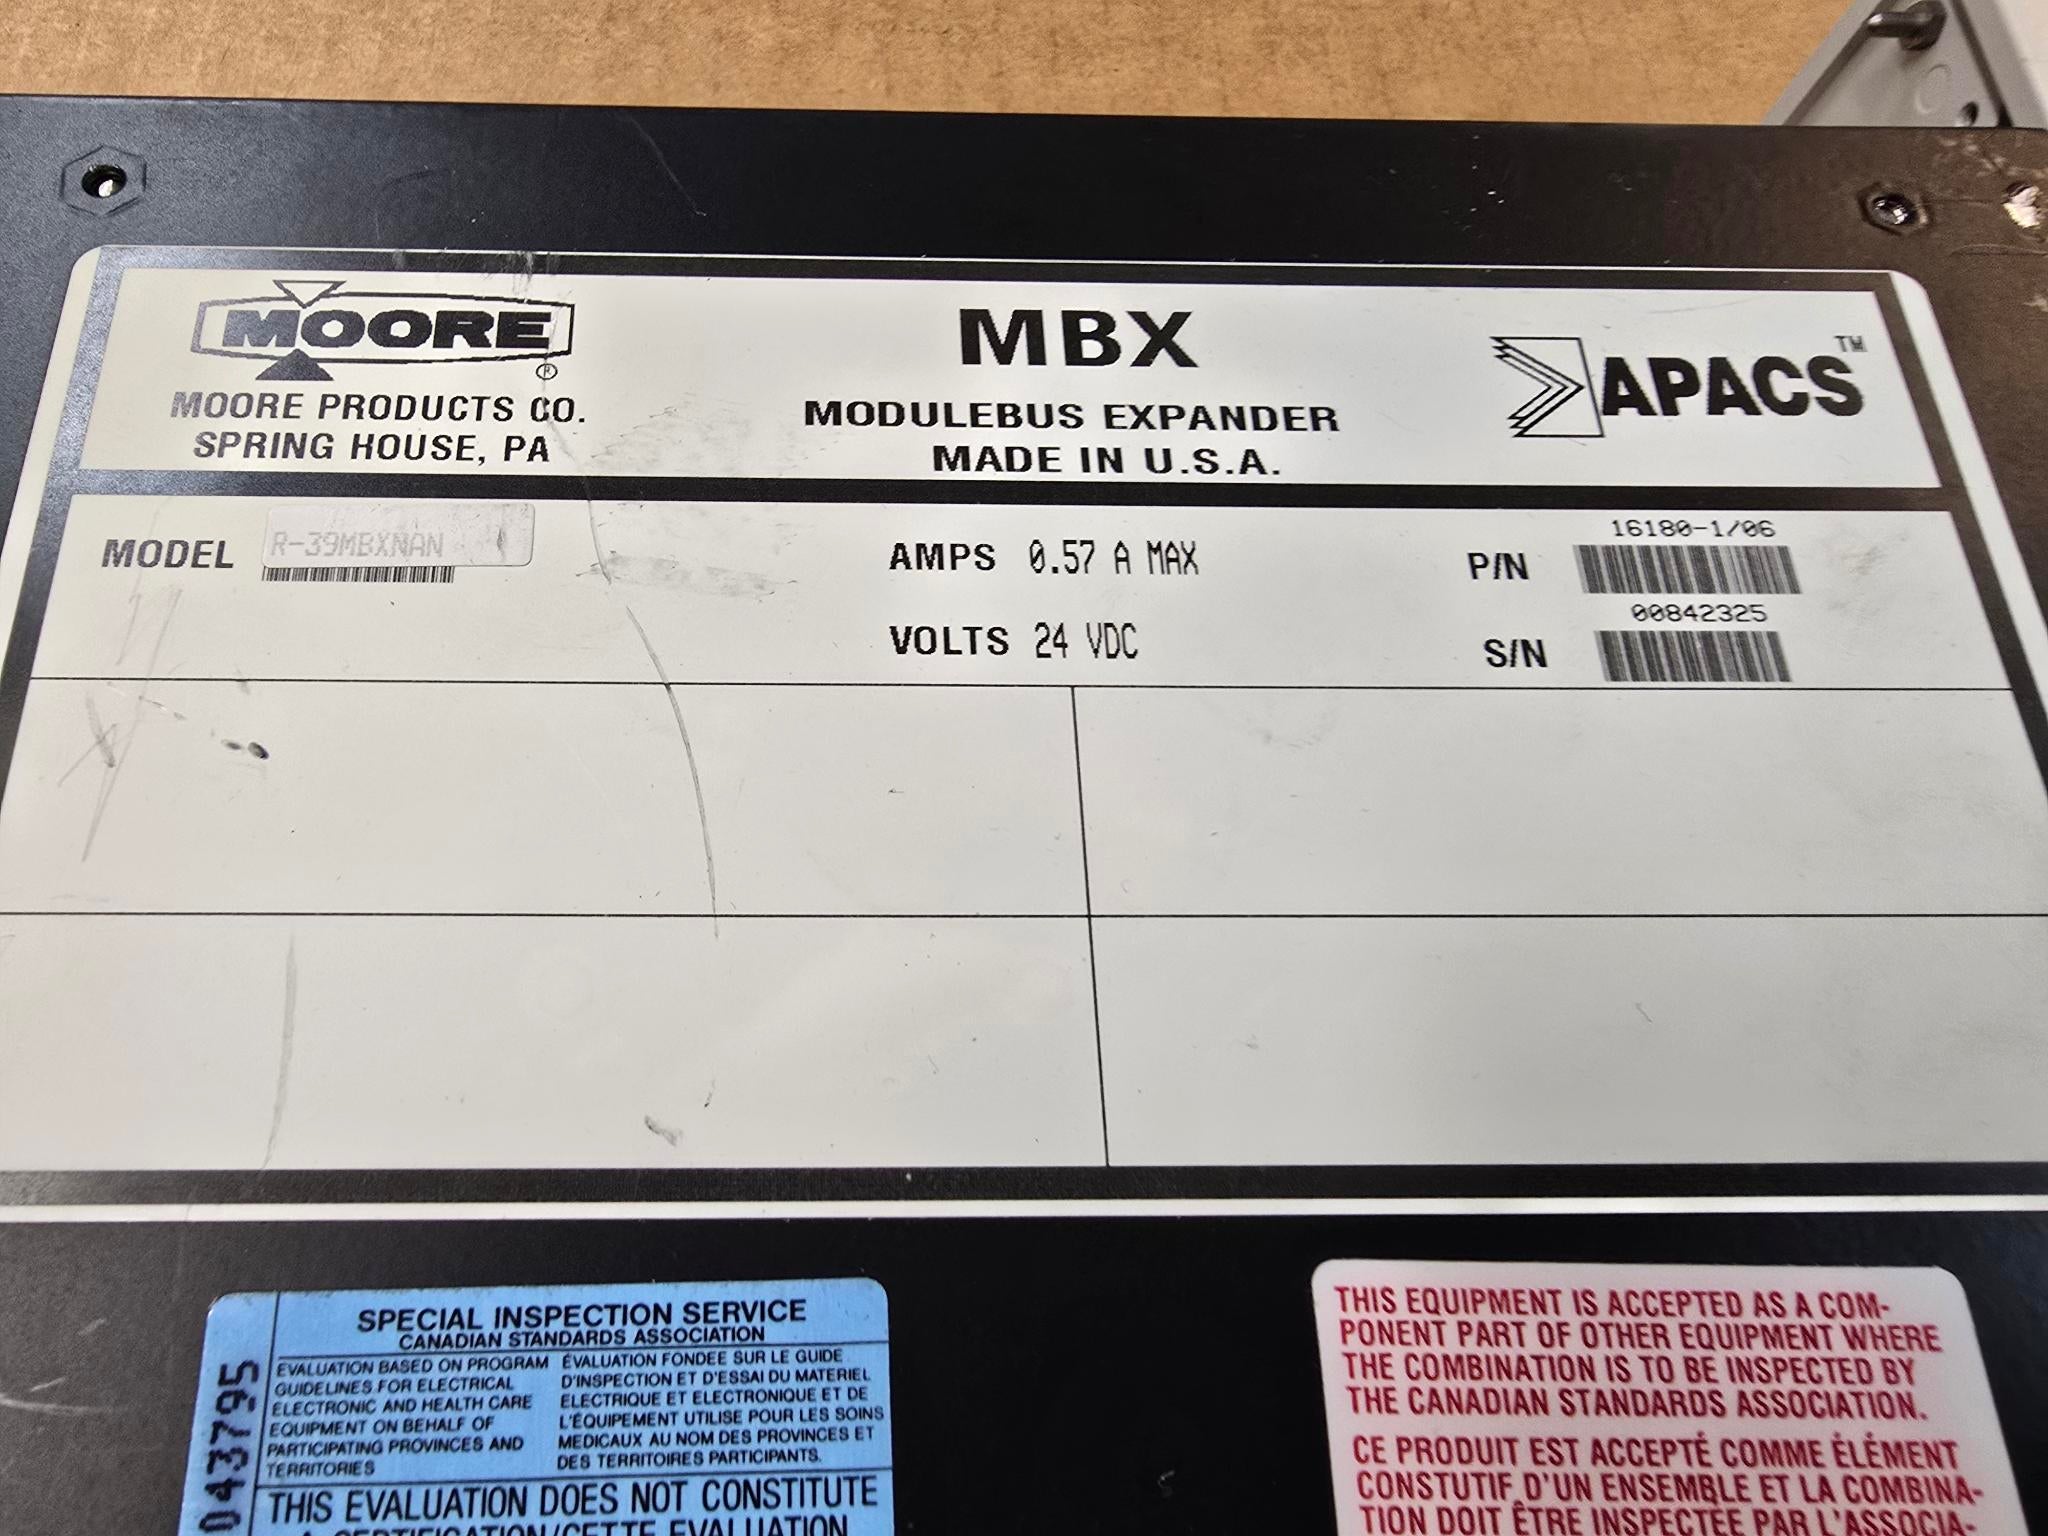 MOORE
®
MOORE PRODUCTS CO.
SPRING HOUSE, PA
MBX
MODULEBUS EXPANDER
MADE IN U.S.A.
APACS™
MODEL R-39MBXNAN
AMPS 0.57 A MAX
VOLTS 24 VDC
16180-1/06
P/N
00842325
S/N
SPECIAL INSPECTION SERVICE
CANADIAN STANDARDS ASSOCIATION
EVALUATION BASED ON PROGRAM
GUIDELINES FOR ELECTRICAL
ELECTRONIC AND HEALTH CARE
EQUIPMENT ON BEHALF OF
PARTICIPATING PROVINCES AND
TERRITORIES
ÉVALUATION FONDEE SUR LE GUIDE
D'INSPECTION ET D'ESSAI DU MATERIEL
ELECTRIQUE ET ELECTRONIQUE ET DE
L'ÉQUIPEMENT UTILISE POUR LES SOINS
MEDICAUX AU NOM DES PROVINCES ET
DES TERRITOIRES PARTICIPANTS.
0437795
THIS EVALUATION DOES NOT CONSTITUTE
A CERTIFICATION/CETTE EVALUATION
THIS EQUIPMENT IS ACCEPTED AS A COM-
PONENT PART OF OTHER EQUIPMENT WHERE
THE COMBINATION IS TO BE INSPECTED BY
THE CANADIAN STANDARDS ASSOCIATION.
CE PRODUIT EST ACCEPTÉ COMME ÉLÉMENT
CONSTUTIF D'UN ENSEMBLE ET LA COMBINA-
TION DOIT ÊTRE INSPECTÉE PAR L'ASSOCIA-